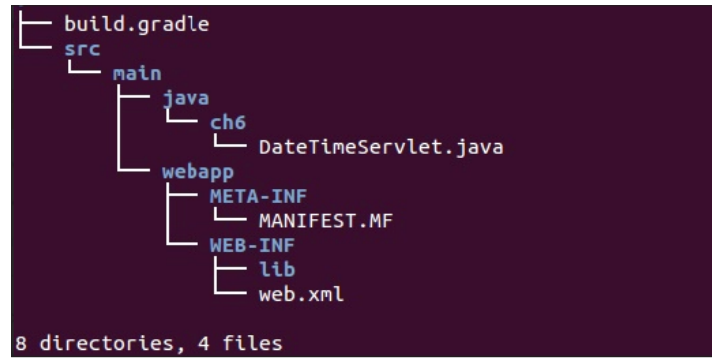 ├── build.gradle
└── src
    └── main
        ├── java
        │   └── ch6
        │       └── DateTimeServlet.java
        └── webapp
            ├── META-INF
            │   └── MANIFEST.MF
            └── WEB-INF
                ├── lib
                └── web.xml
8 directories, 4 files